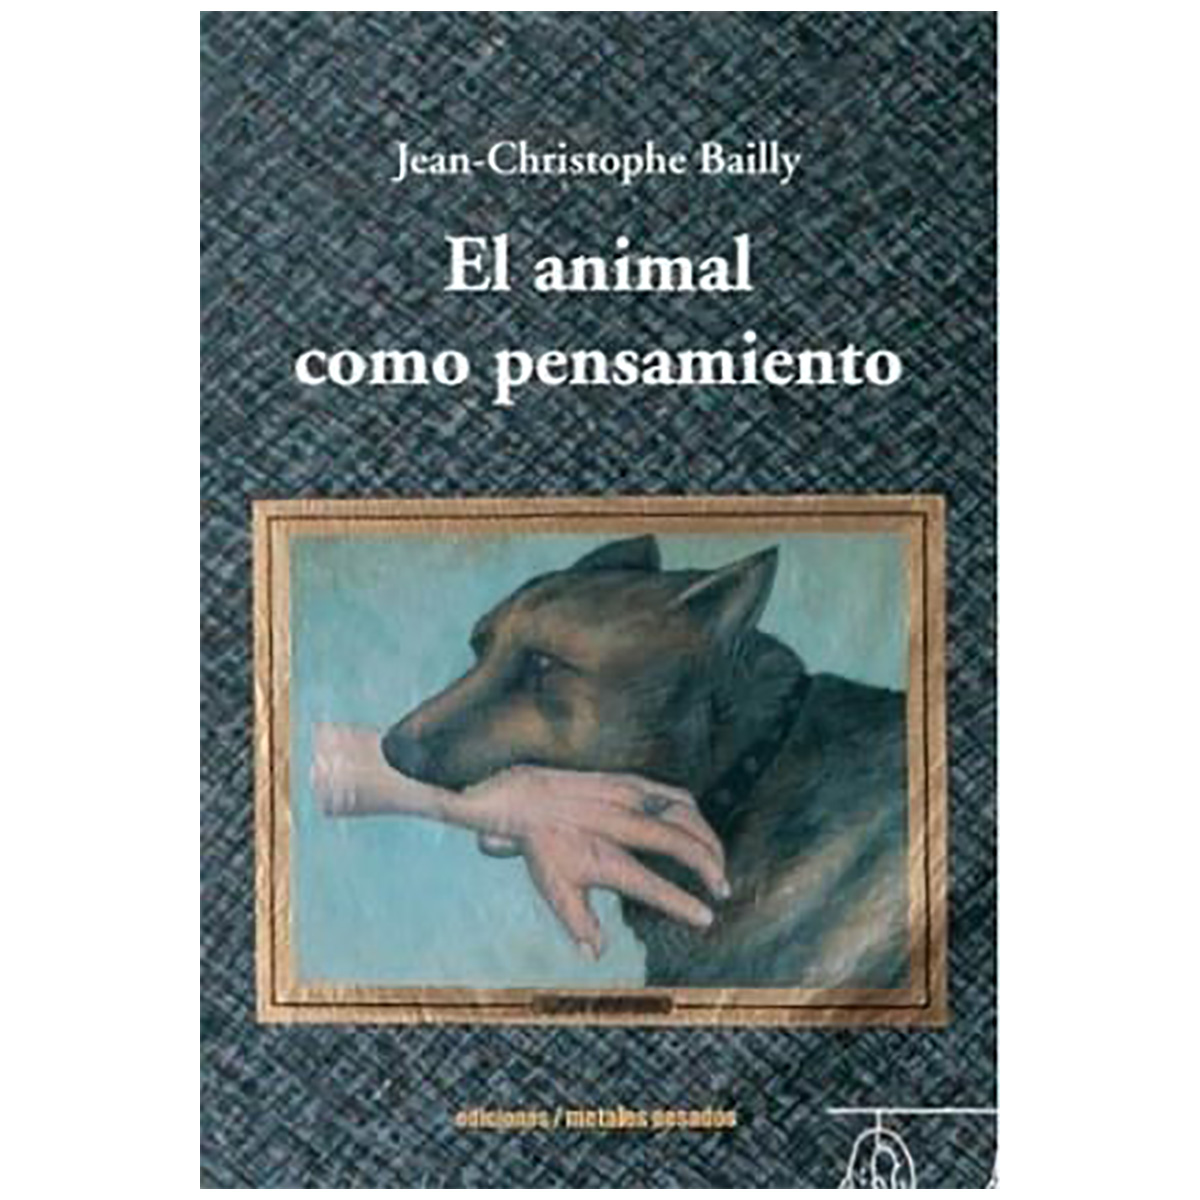 Jean-Christophe Bailly
El animal
como pensamiento
ediciones / metales pesados